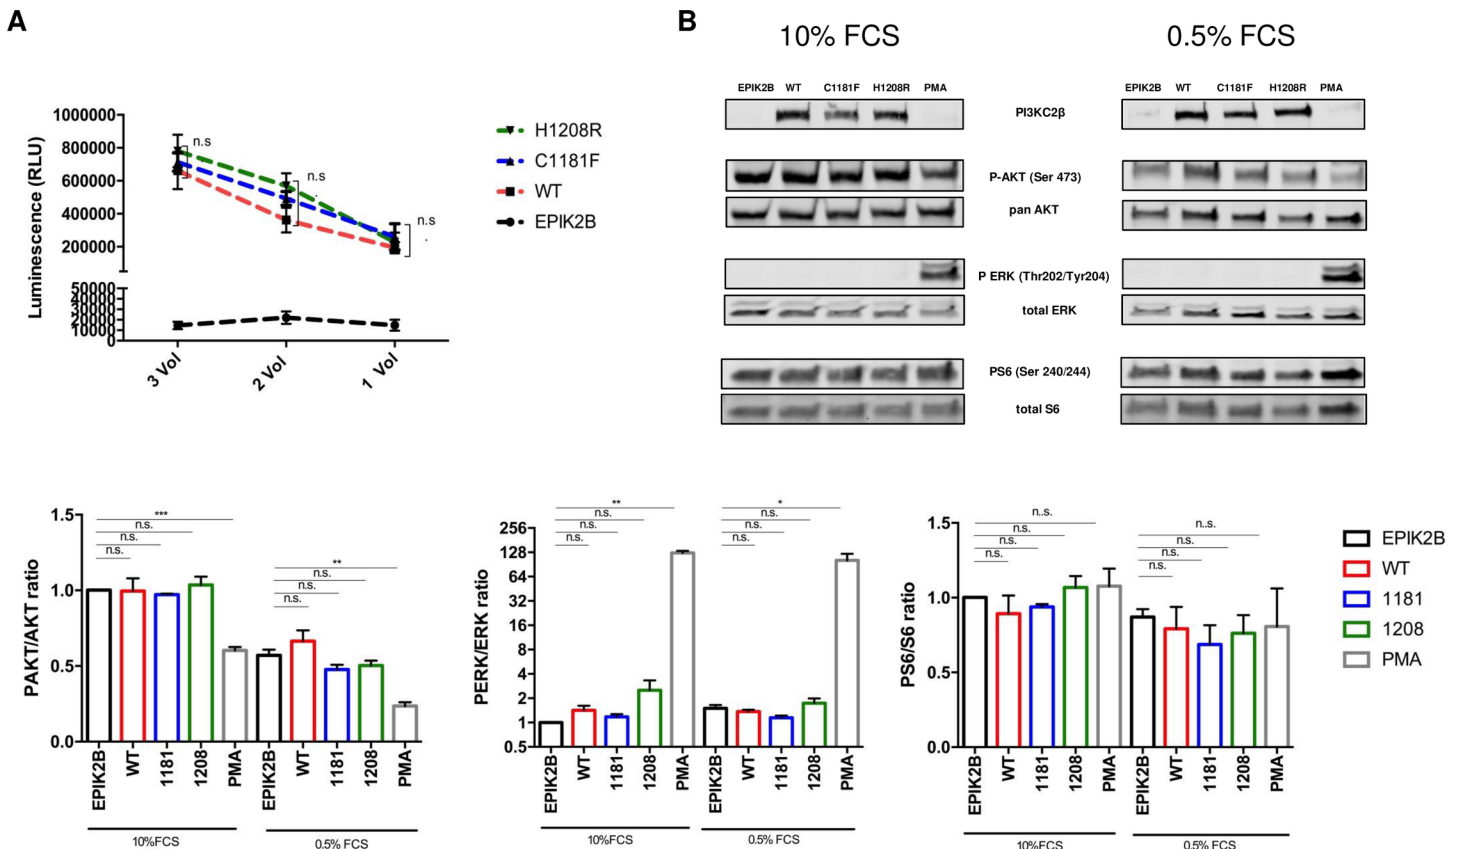 A
B
10% FCS
0.5% FCS
EPIK2B WT C1181F H1208R PMA
EPIK2B WT C1181F H1208R PMA
PI3KC2β
P-AKT (Ser 473)
pan AKT
P ERK (Thr202/Tyr204)
total ERK
PS6 (Ser 240/244)
total S6
Luminescence (RLU)
1000000
800000
600000
400000
200000
50000
40000
30000
20000
10000
0
n.s
n.s
n.s
3 Vol
2 Vol
1 Vol
H1208R
C1181F
WT
EPIK2B
PAKT/AKT ratio
1.5
1.0
0.5
0.0
***
n.s.
n.s.
n.s.
**
n.s.
n.s.
n.s.
EPIK2B WT 1181 1208 PMA EPIK2B WT 1181 1208 PMA
10%FCS
0.5% FCS
PERK/ERK ratio
256
128
64
32
16
8
4
2
1
0.5
**
n.s.
n.s.
n.s.
*
n.s.
n.s.
n.s.
EPIK2B WT 1181 1208 PMA EPIK2B WT 1181 1208 PMA
10%FCS
0.5% FCS
PS6/S6 ratio
1.5
1.0
0.5
0.0
n..s.
n.s.
n.s.
n.s.
n..s.
n.s.
n.s.
n.s.
EPIK2B WT 1181 1208 PMA EPIK2B WT 1181 1208 PMA
10%FCS
0.5% FCS
EPIK2B
WT
1181
1208
PMA